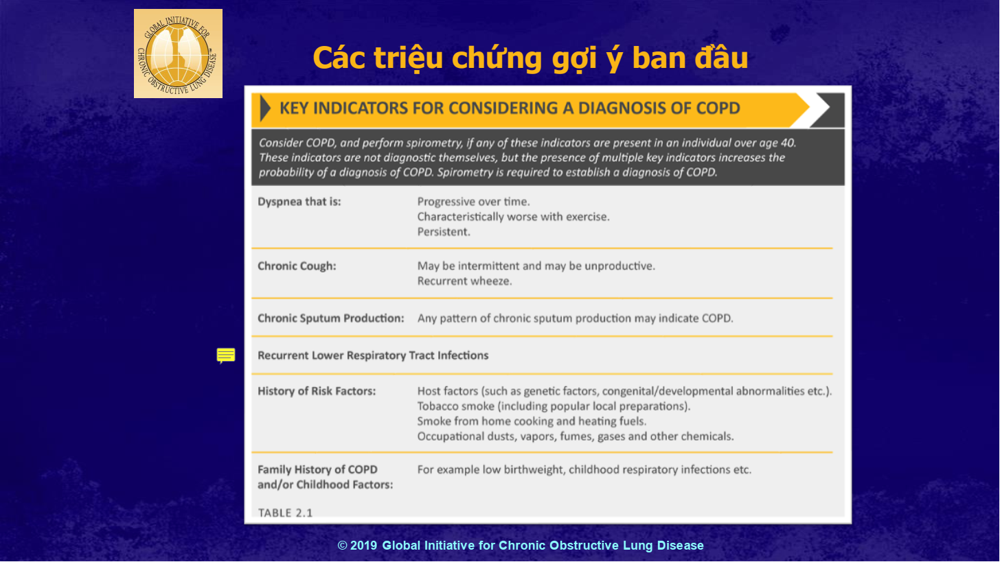 GLOBAL INITIATIVE FOR
CHRONIC OBSTRUCTIVE LUNG DISEASE
Các triệu chứng gợi ý ban đầu
KEY INDICATORS FOR CONSIDERING A DIAGNOSIS OF COPD
Consider COPD, and perform spirometry, if any of these indicators are present in an individual over age 40.
These indicators are not diagnostic themselves, but the presence of multiple key indicators increases the
probability of a diagnosis of COPD. Spirometry is required to establish a diagnosis of COPD.
Dyspnea that is: Progressive over time.
Characteristically worse with exercise.
Persistent.
Chronic Cough: May be intermittent and may be unproductive.
Recurrent wheeze.
Chronic Sputum Production: Any pattern of chronic sputum production may indicate COPD.
Recurrent Lower Respiratory Tract Infections
History of Risk Factors: Host factors (such as genetic factors, congenital/developmental abnormalities etc.).
Tobacco smoke (including popular local preparations).
Smoke from home cooking and heating fuels.
Occupational dusts, vapors, fumes, gases and other chemicals.
Family History of COPD For example low birthweight, childhood respiratory infections etc.
and/or Childhood Factors:
TABLE 2.1
© 2019 Global Initiative for Chronic Obstructive Lung Disease